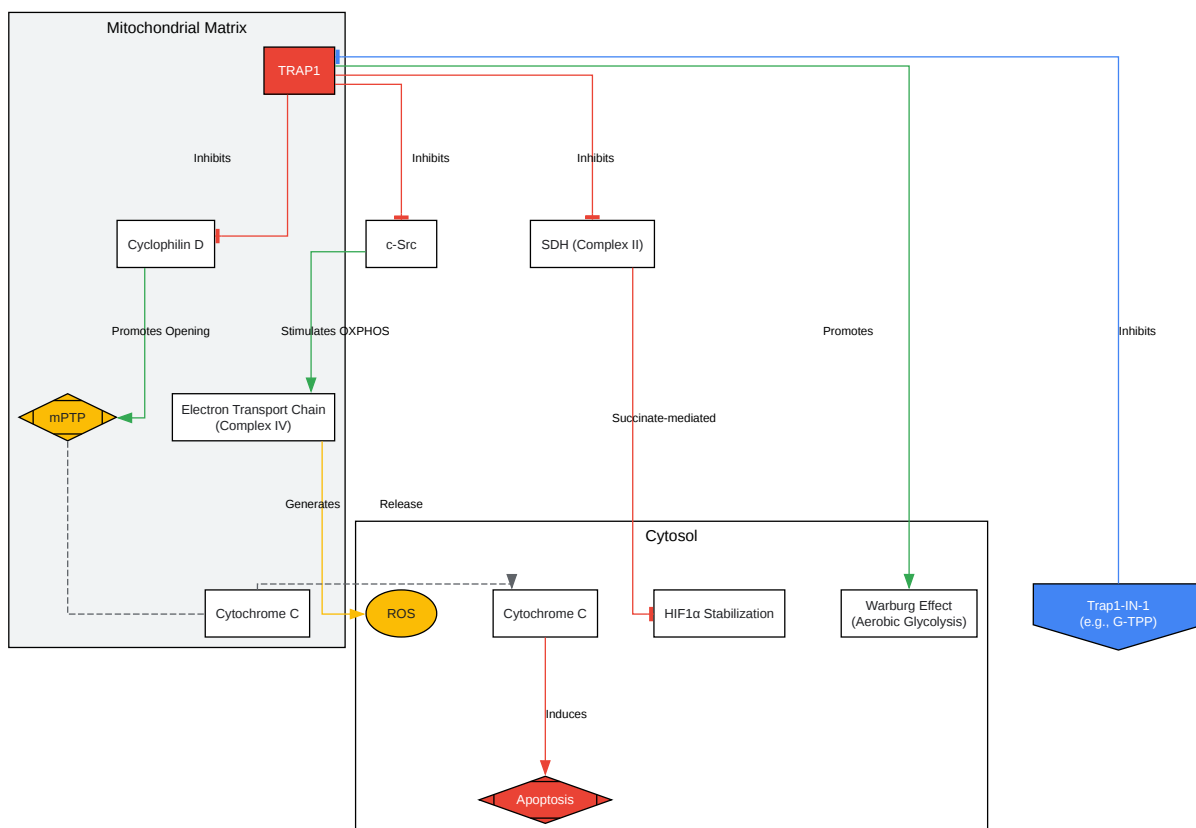 Mitochondrial Matrix
TRAP1
Inhibits
Inhibits
Inhibits
Cyclophilin D
c-Src
SDH (Complex II)
Promotes Opening
Stimulates OXPHOS
Promotes
Inhibits
mPTP
Electron Transport Chain
(Complex IV)
Succinate-mediated
Generates
Release
Cytosol
Cytochrome C
ROS
Cytochrome C
HIF1α Stabilization
Warburg Effect
(Aerobic Glycolysis)
Trap1-IN-1
(e.g., G-TPP)
Induces
Apoptosis